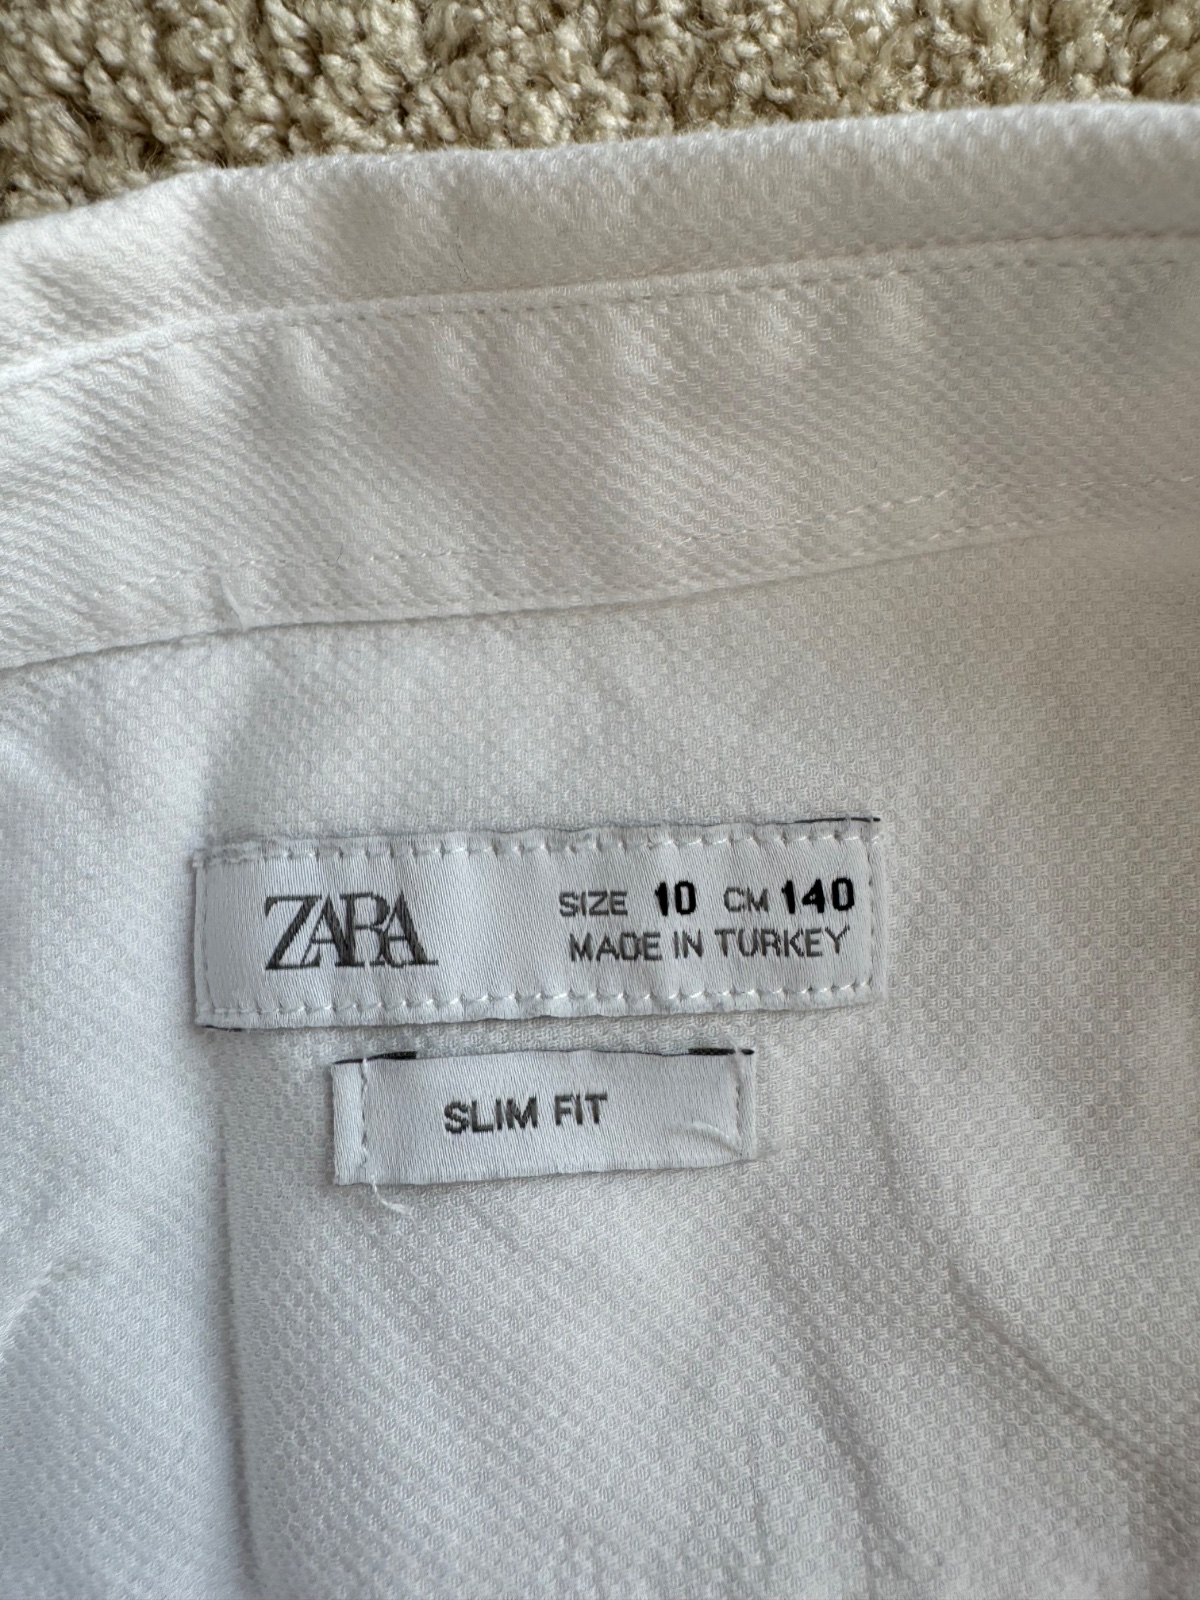 ZARA
SIZE 10 CM 140
MADE IN TURKEY
SLIM FIT